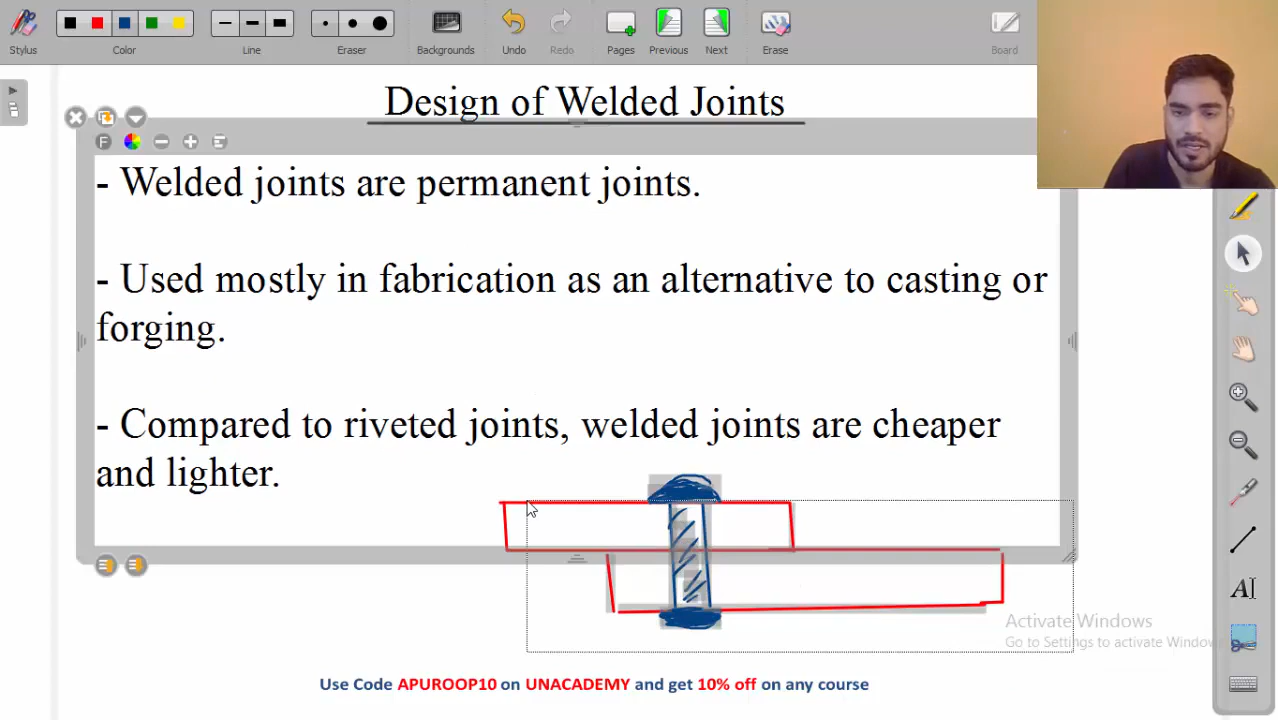 Stylus Color Line Eraser Backgrounds Undo Redo Pages Previous Next Erase Board
Design of Welded Joints
F
- Welded joints are permanent joints.
- Used mostly in fabrication as an alternative to casting or
forging.
- Compared to riveted joints, welded joints are cheaper
and lighter.
A
Activate Windows
Go to Settings to activate Windows
Use Code APUROOP10 on UNACADEMY and get 10% off on any course